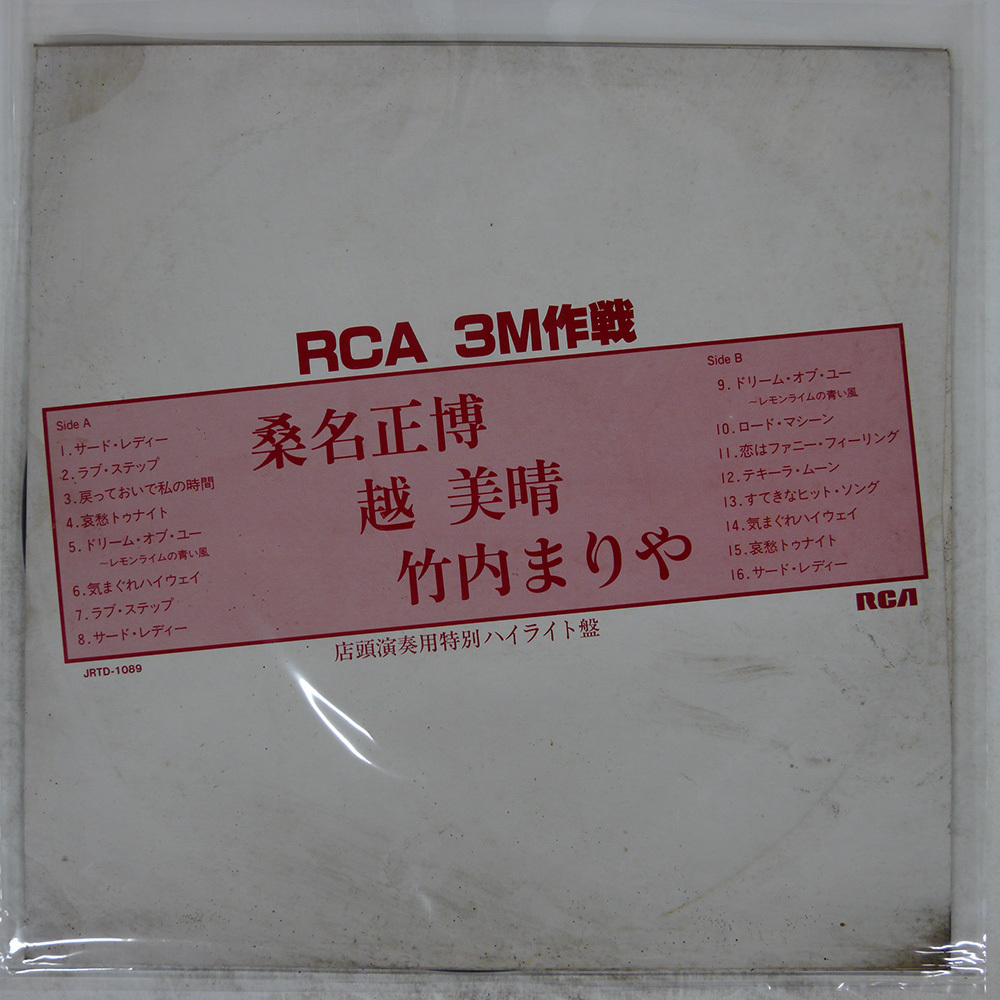 RCA 3M作戦
Side A
1.サード・レディー
2.ラブ・ステップ
3.戻っておいで私の時間
4.哀愁トゥナイト
5.ドリーム・オブ・ユー
〜レモンライムの青い風
6.気まぐれハイウェイ
7.ラブ・ステップ
8.サード・レディー
桑名正博
越 美晴
竹内まりや
Side B
9.ドリーム・オブ・ユー
〜レモンライムの青い風
10.ロード・マシーン
11.恋はファニー・フィーリング
12.テキーラ・ムーン
13.すてきなヒット・ソング
14.気まぐれハイウェイ
15.哀愁トゥナイト
16.サード・レディー
RCA
店頭演奏用特別ハイライト盤
JRTD-1089